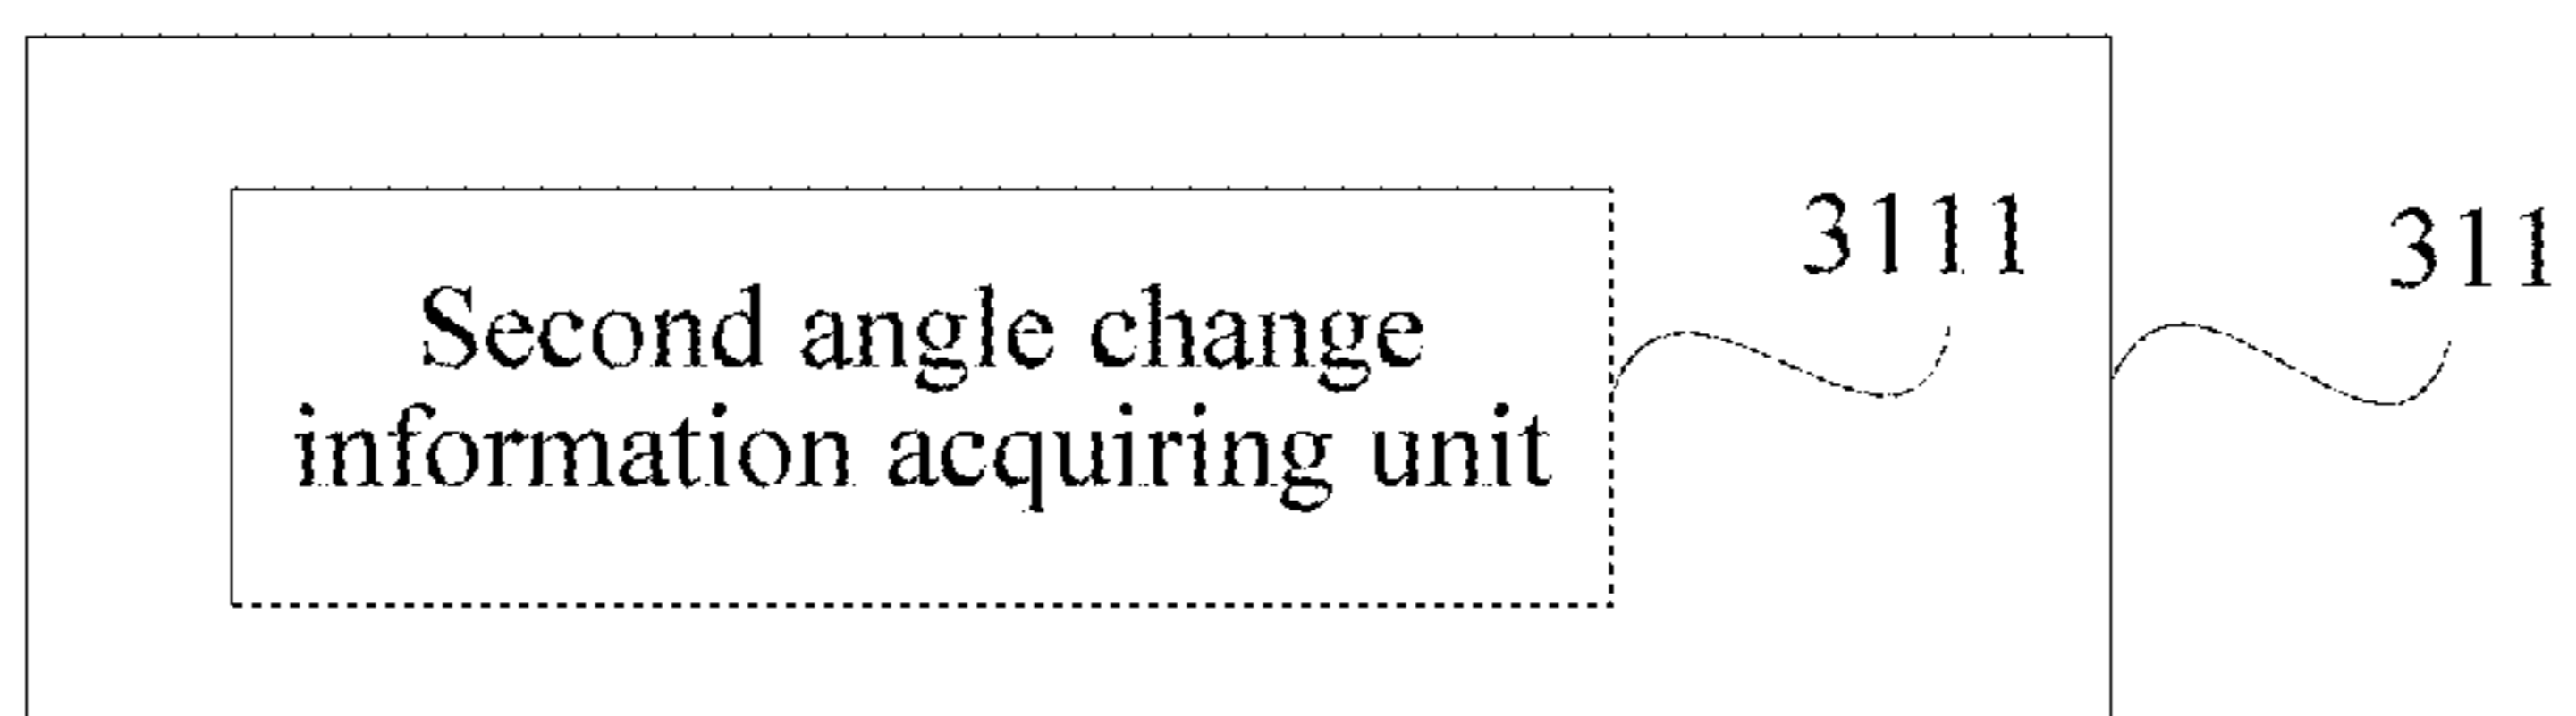 3111
311
Second angle change
information acquiring unit